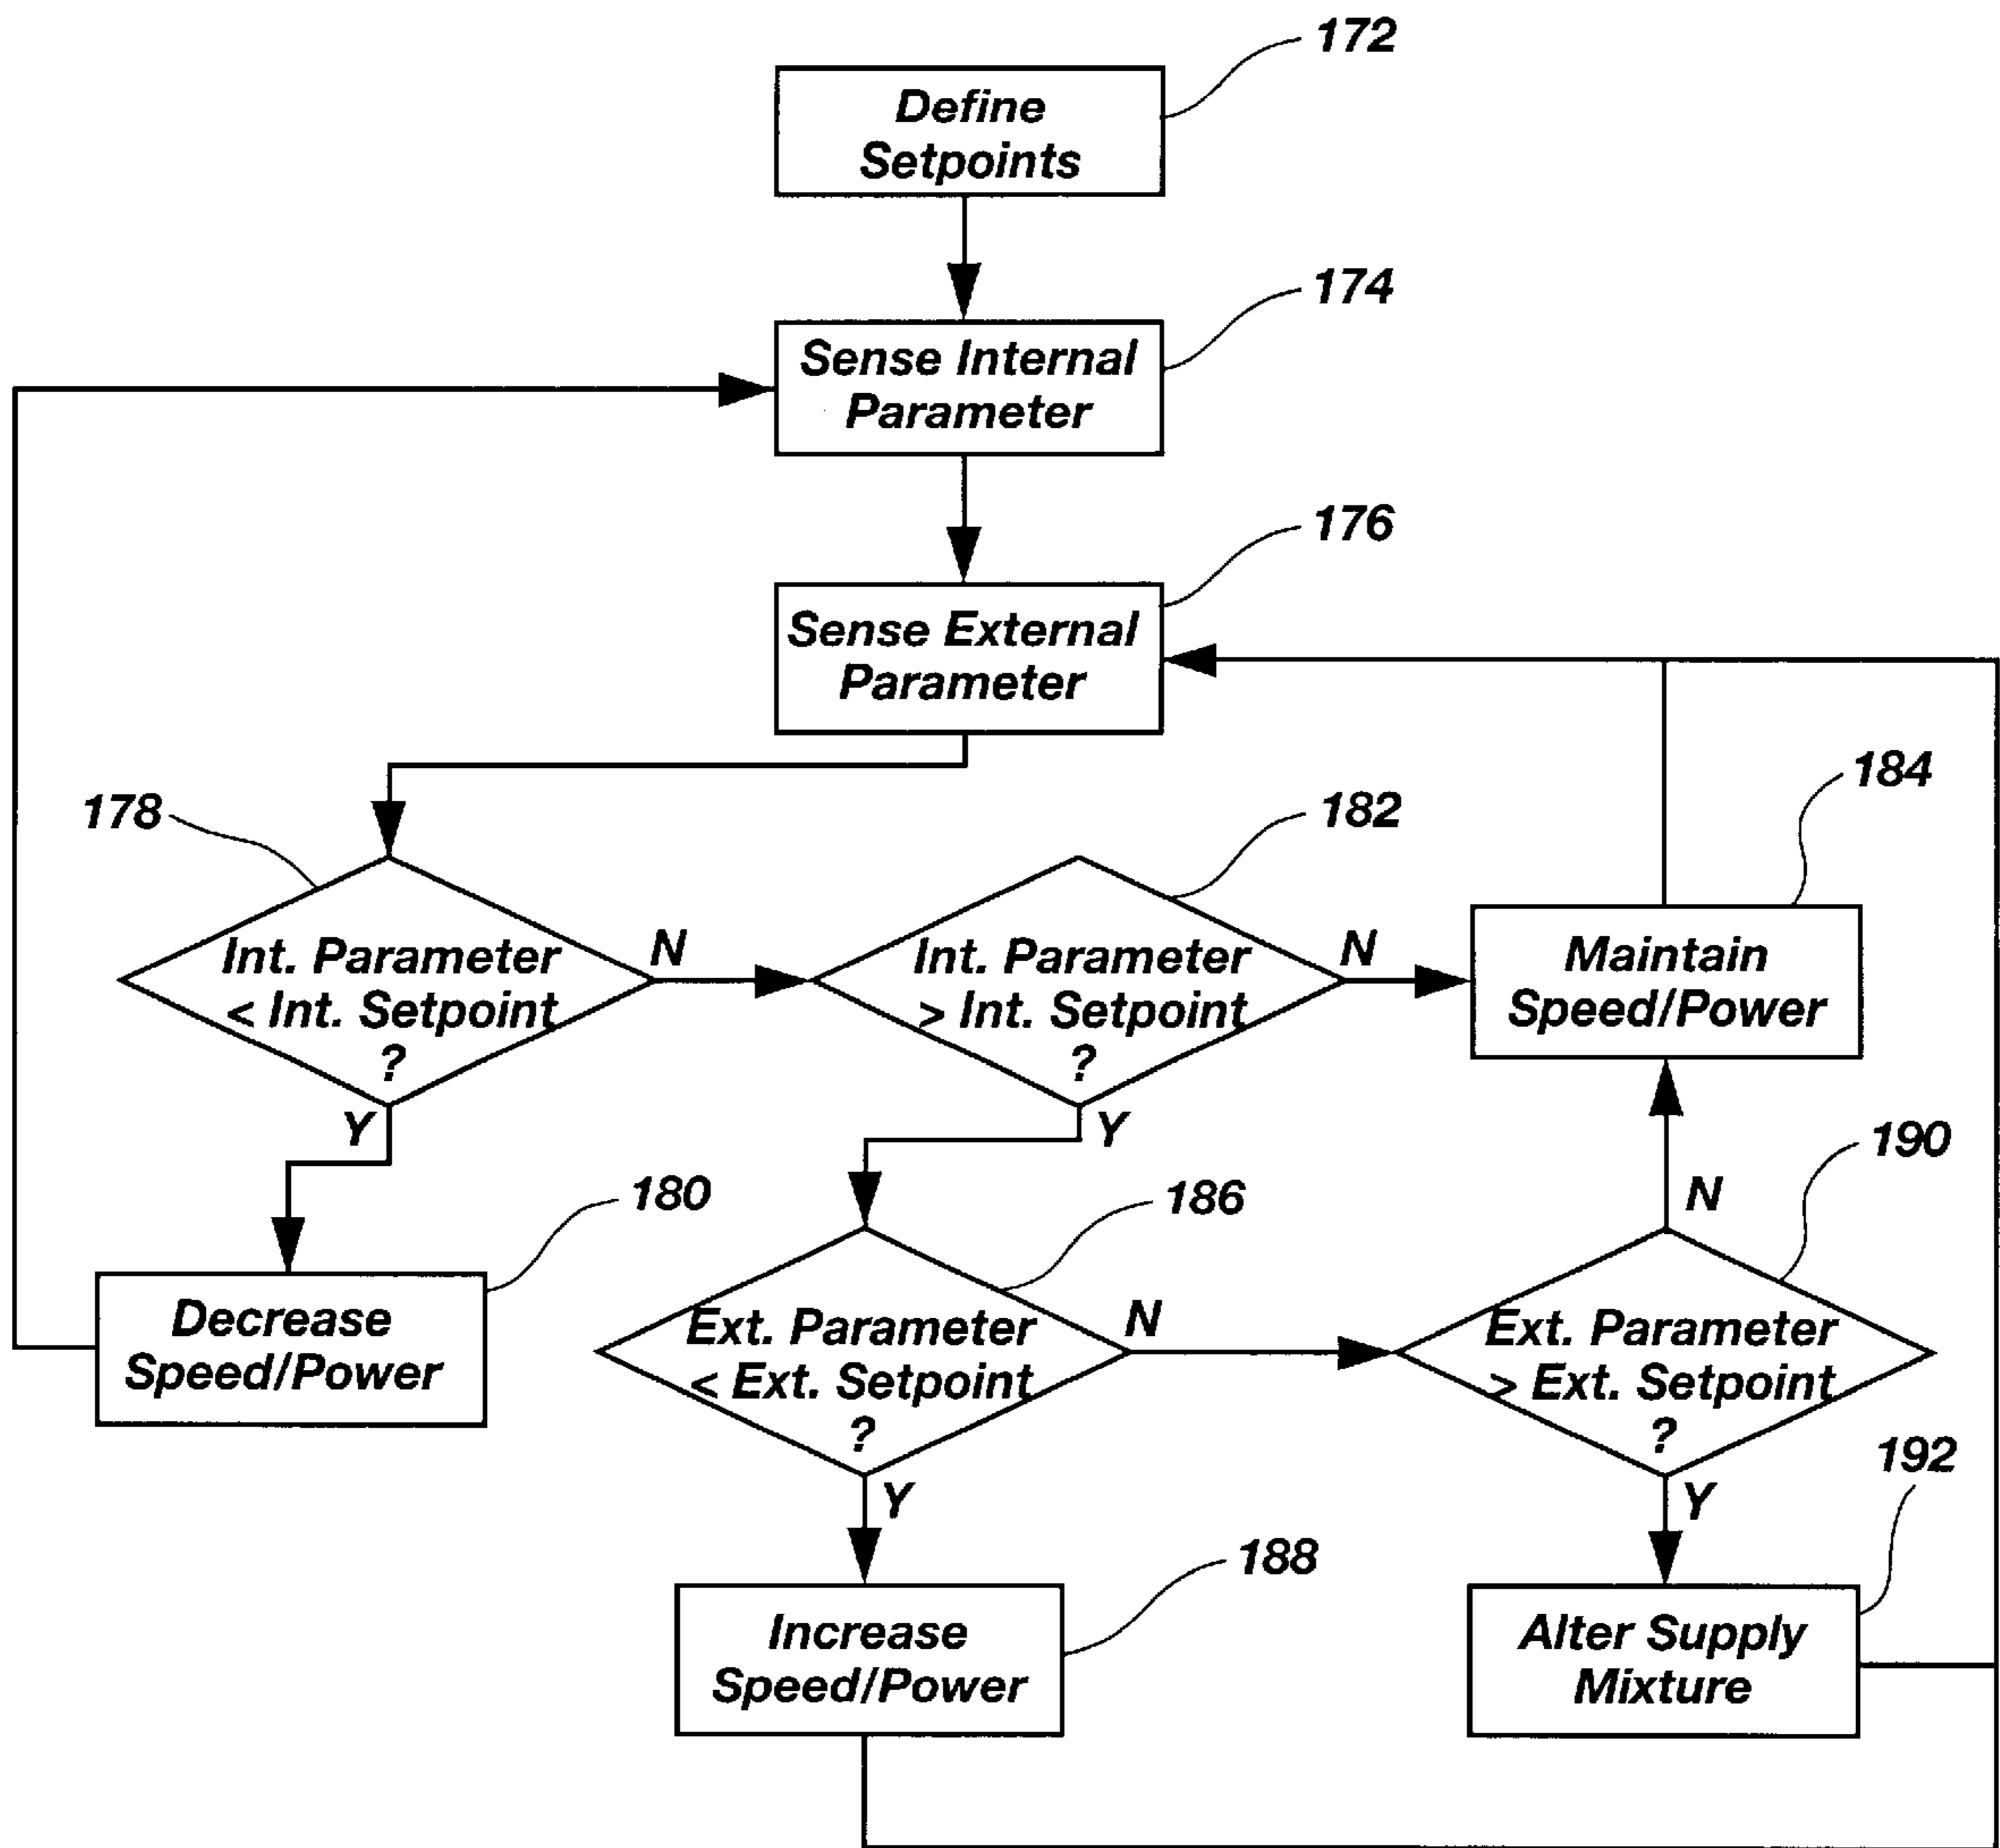 172
Define
Setpoints
174
Sense Internal
Parameter
176
Sense External
Parameter
178
182
184
Int. Parameter
< Int. Setpoint
?
N
Int. Parameter
> Int. Setpoint
?
N
Maintain
Speed/Power
Y
Y
180
186
190
N
Decrease
Speed/Power
Ext. Parameter
< Ext. Setpoint
?
N
Ext. Parameter
> Ext. Setpoint
?
Y
Y
188
192
Increase
Speed/Power
Alter Supply
Mixture